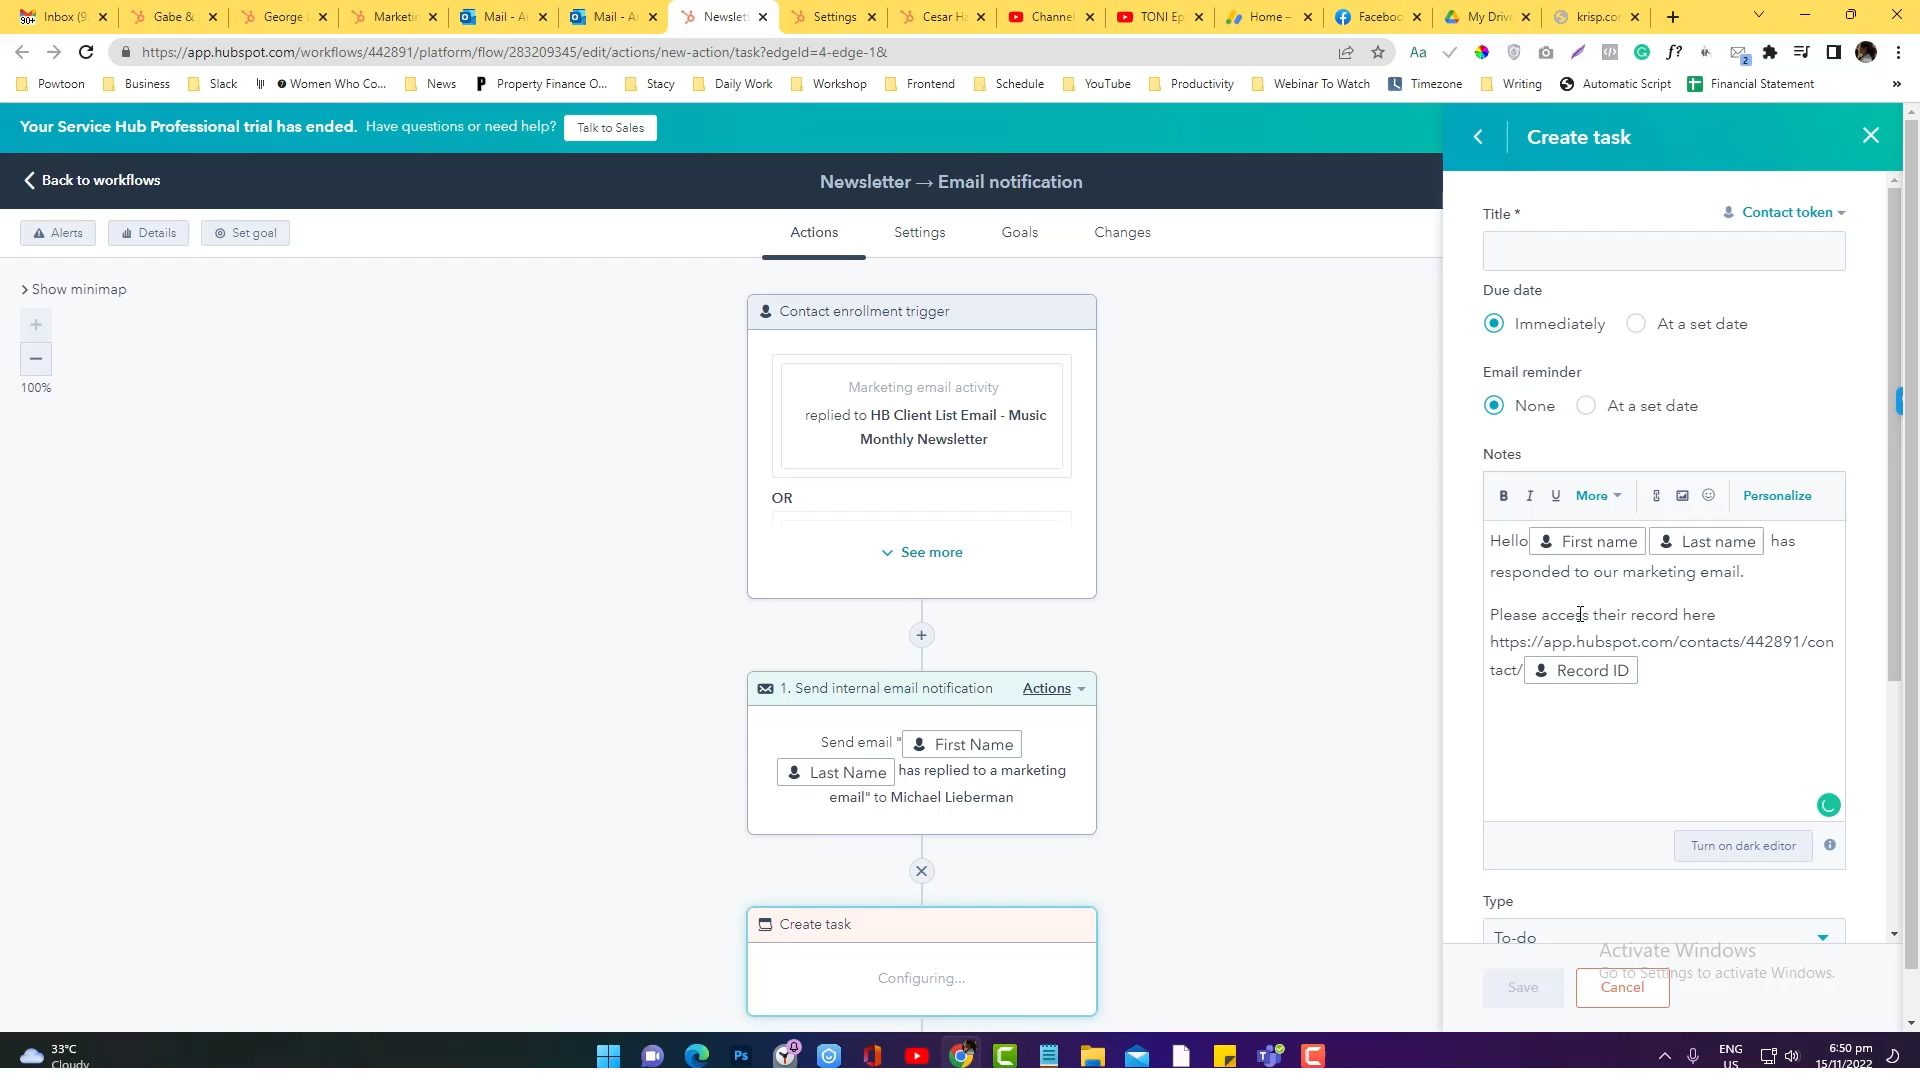 90+ Inbox (9
Gabe &
George
Marketin
Mail - A
Mail - A
Newslet
Settings
Cesar H
Channel
TONI Ep
Home –
Faceboo
My Driv
krisp.co
https://app.hubspot.com/workflows/442891/platform/flow/283209345/edit/actions/new-action/task?edgeId=4-edge-1&
Aa
f?
2
Powtoon
Business
Slack
Women Who Co...
News
Property Finance O...
Stacy
Daily Work
Workshop
Frontend
Schedule
YouTube
Productivity
Webinar To Watch
Timezone
Writing
Automatic Script
Financial Statement
»
Your Service Hub Professional trial has ended. Have questions or need help? Talk to Sales
Back to workflows
Newsletter → Email notification
Alerts
Details
Set goal
Actions
Settings
Goals
Changes
Show minimap
+
−
100%
Contact enrollment trigger
Marketing email activity
replied to HB Client List Email - Music
Monthly Newsletter
OR
See more
1. Send internal email notification Actions
Send email " First Name
Last Name has replied to a marketing
email" to Michael Lieberman
Create task
Configuring...
Create task
Title *
Contact token
Due date
Immediately
At a set date
Email reminder
None
At a set date
Notes
B I U More Personalize
Hello First name Last name has
responded to our marketing email.
Please access their record here
https://app.hubspot.com/contacts/442891/con
tact/ Record ID
Turn on dark editor
Type
To-do
Activate Windows
Go to Settings to activate Windows.
Save
Cancel
33°C
Cloudy
Ps
ENG
US
6:50 pm
15/11/2022